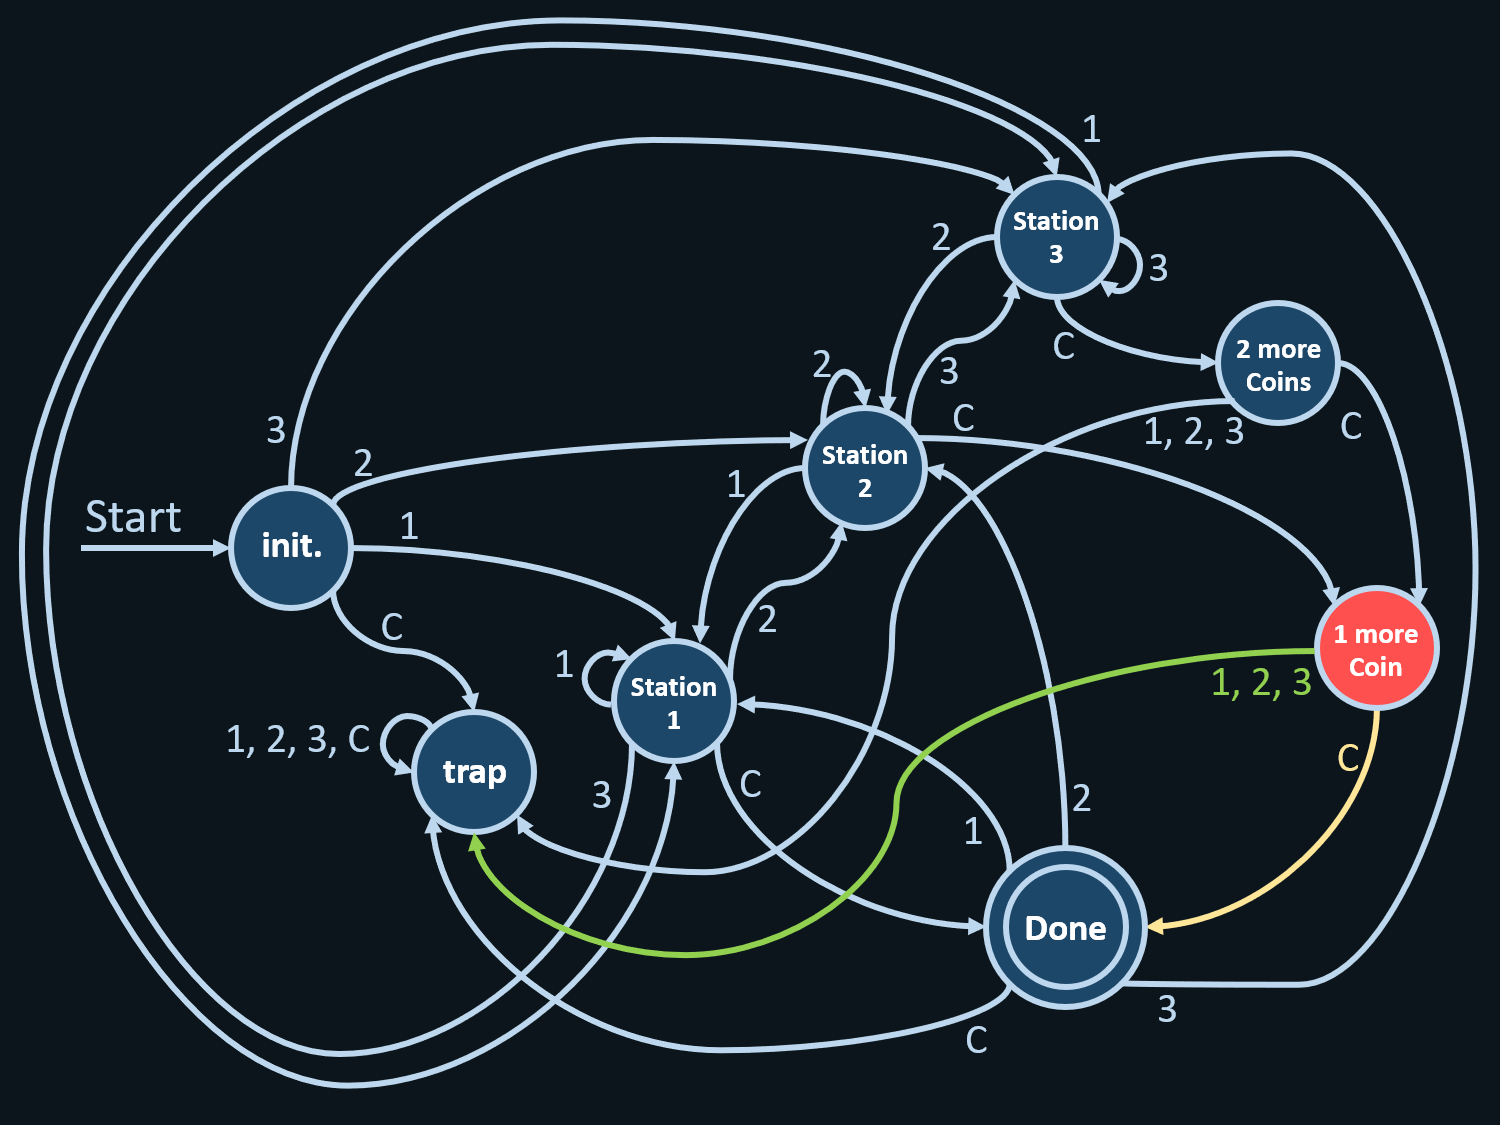 1
Station
3
2
3
C
2 more
Coins
2
3
C
1, 2, 3
C
3
2
Station
2
1
Start
init.
1
C
2
1 more
Coin
1
Station
1
1, 2, 3
1, 2, 3, C
trap
3
C
C
2
1
Done
3
C